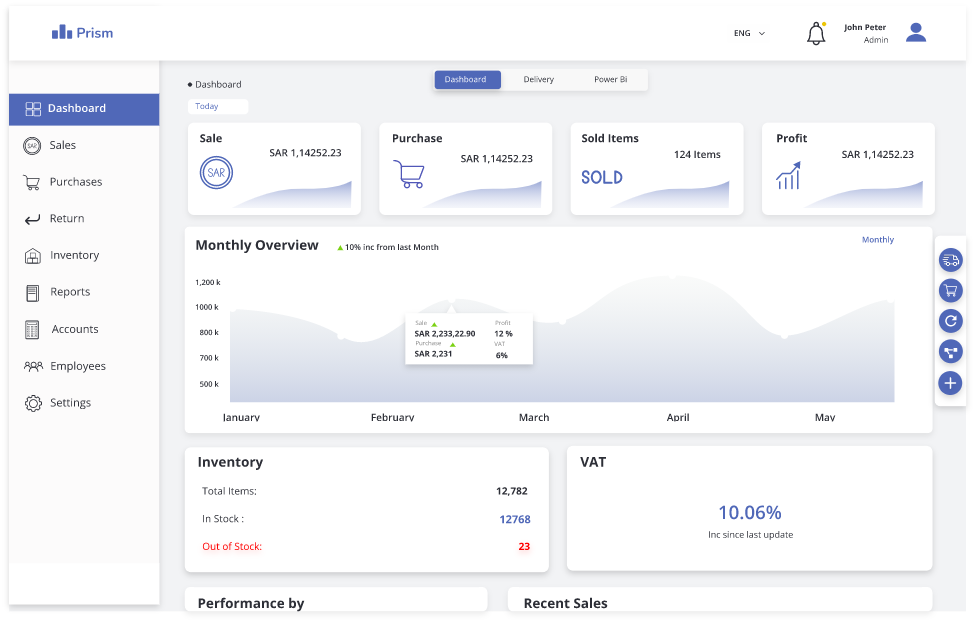 Prism
ENG
John Peter
Admin
Dashboard
Sales
Purchases
Return
Inventory
Reports
Accounts
Employees
Settings
Dashboard
Dashboard Delivery Power Bi
Today
Sale
SAR 1,14252.23
SAR
Purchase
SAR 1,14252.23
Sold Items
124 Items
SOLD
Profit
SAR 1,14252.23
Monthly Overview
10% inc from last Month
Monthly
1,200 k
1000 k
800 k
700 k
500 k
Sale Profit
SAR 2,233,22.90 12 %
Purchase VAT
SAR 2,231 6%
January February March April May
Inventory
Total Items: 12,782
In Stock : 12768
Out of Stock: 23
VAT
10.06%
Inc since last update
Performance by
Recent Sales